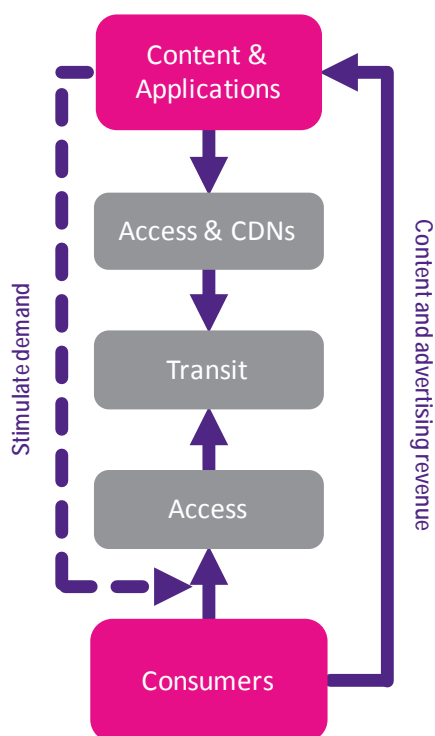 Content &
Applications
Access & CDNs
Transit
Access
Consumers
Stimulate demand
Content and advertising revenue